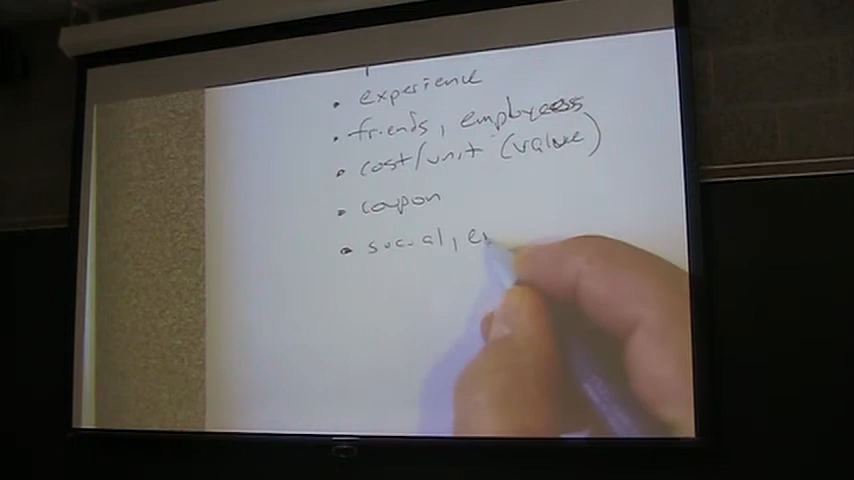 • experience
• friends, employees
• cost/unit (value)
• coupon
• social, e